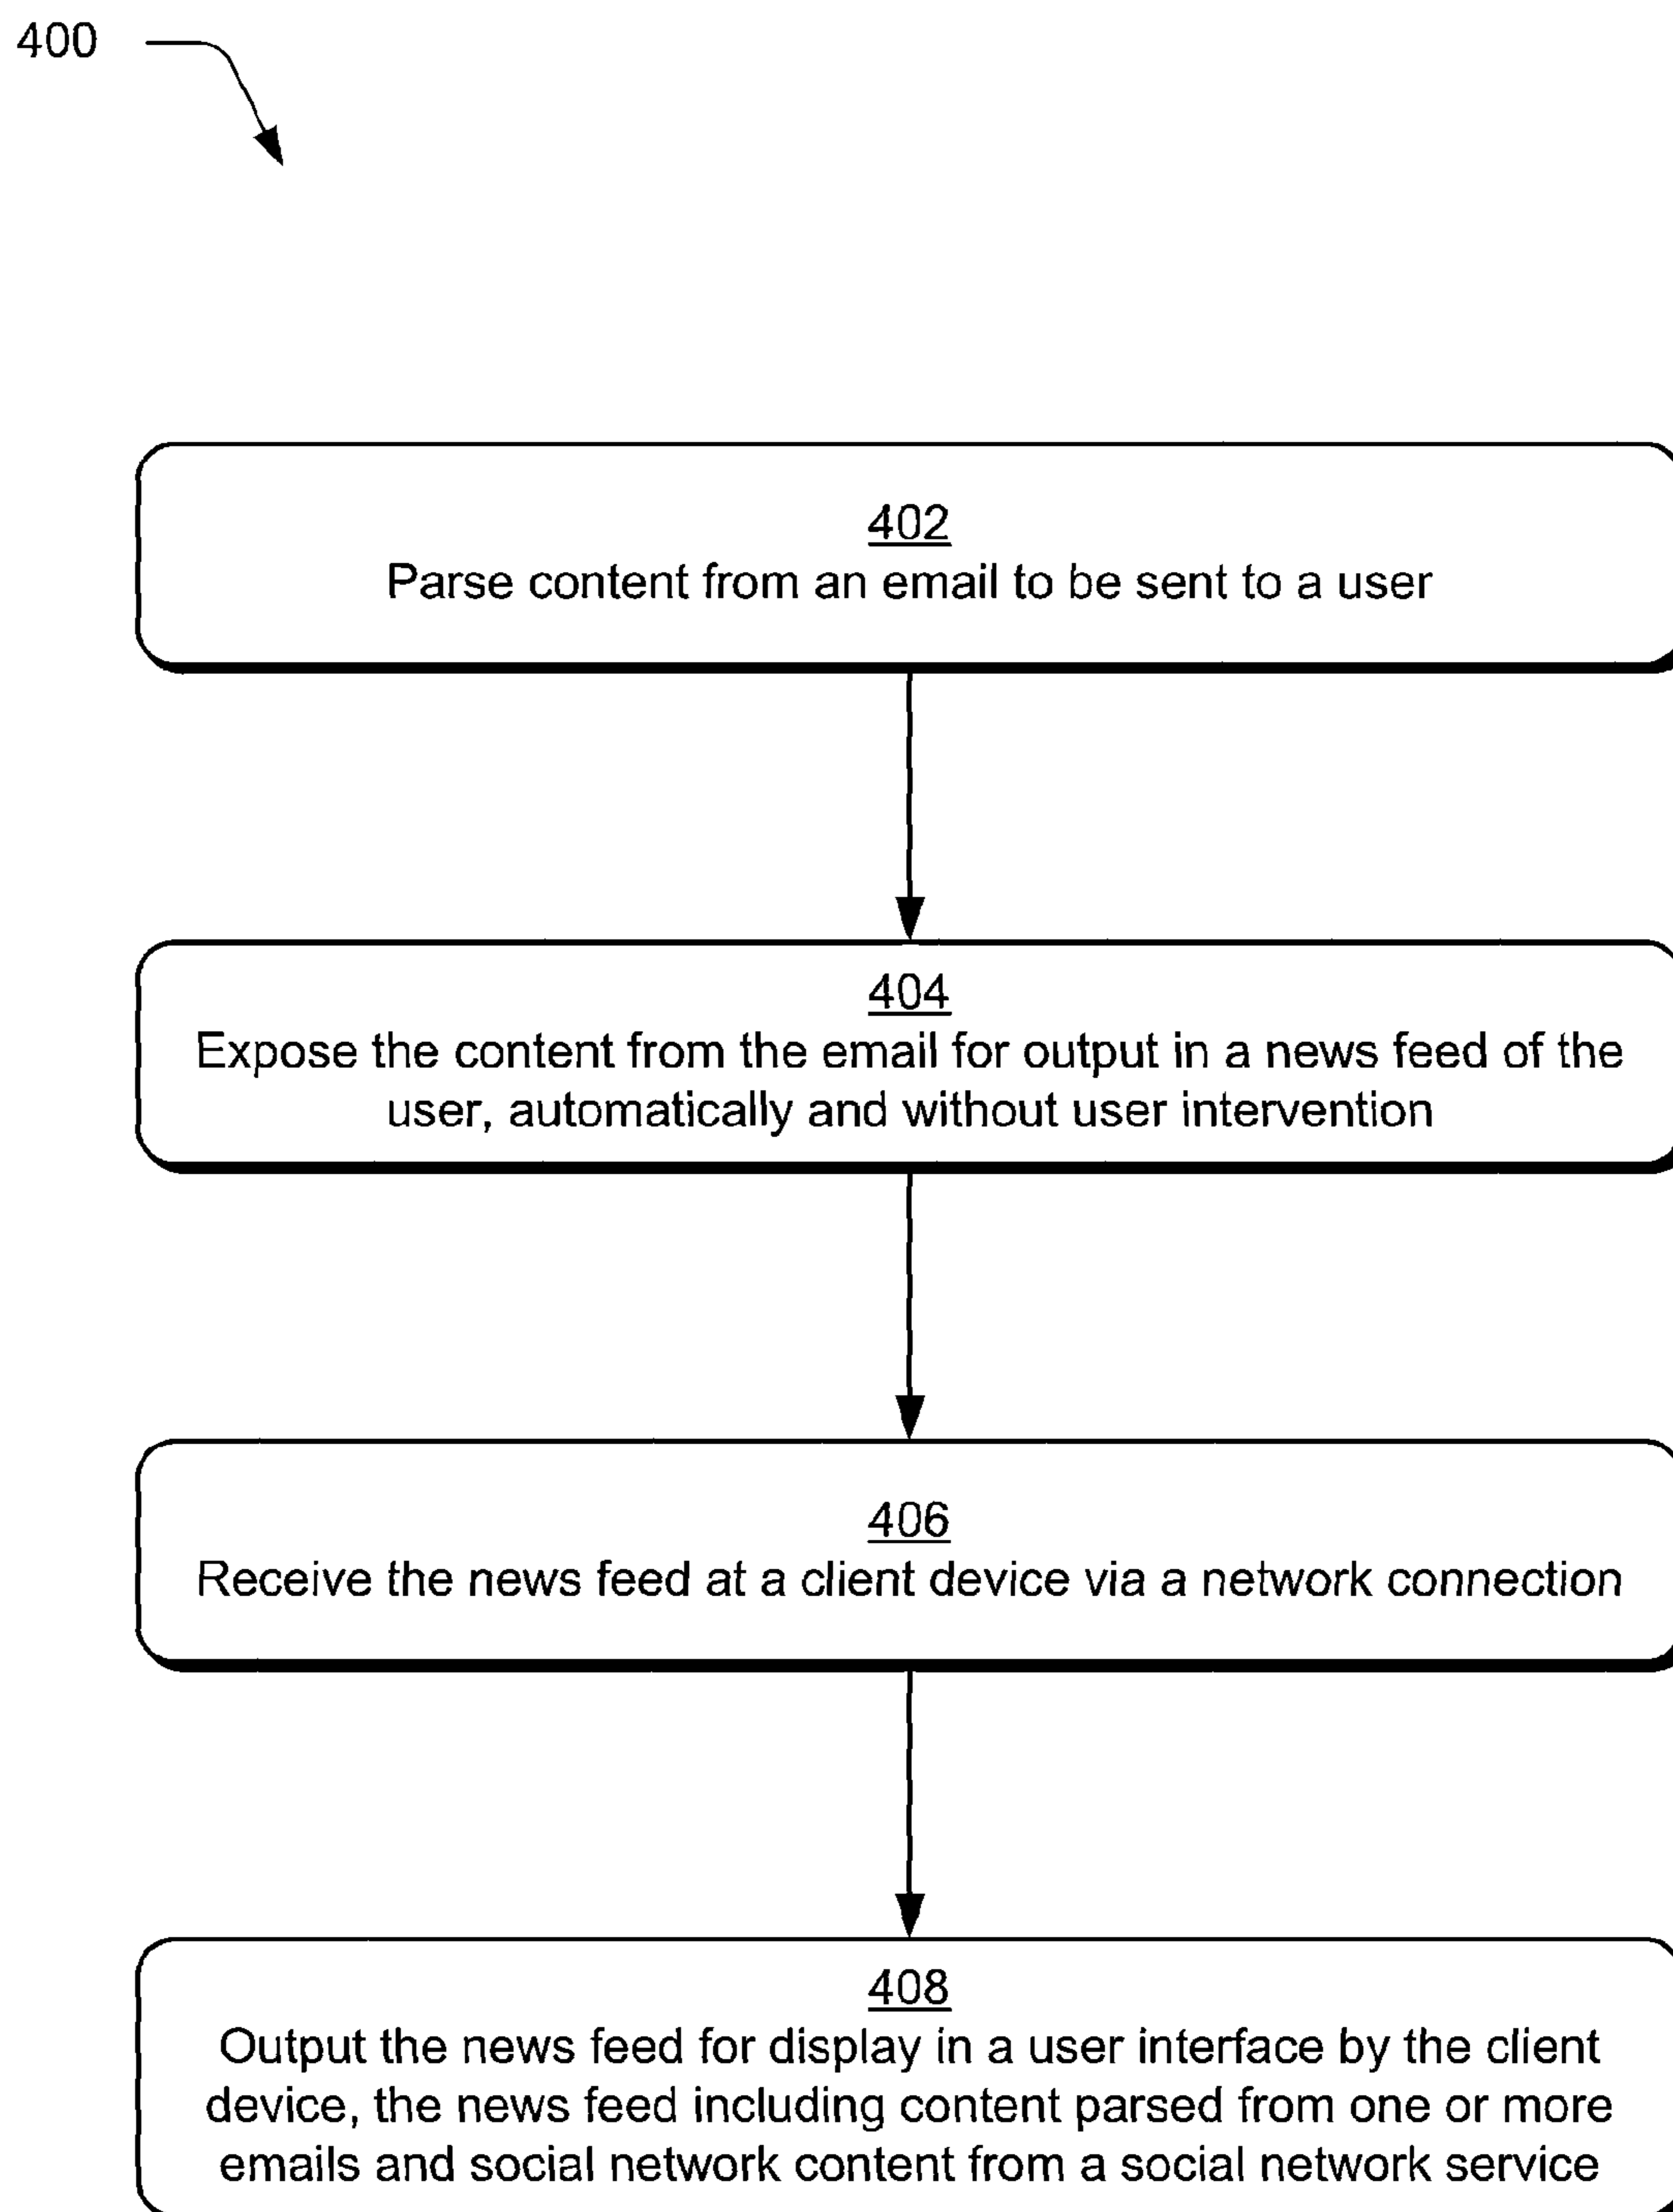 400
402
Parse content from an email to be sent to a user
404
Expose the content from the email for output in a news feed of the
user, automatically and without user intervention
406
Receive the news feed at a client device via a network connection
408
Output the news feed for display in a user interface by the client
device, the news feed including content parsed from one or more
emails and social network content from a social network service